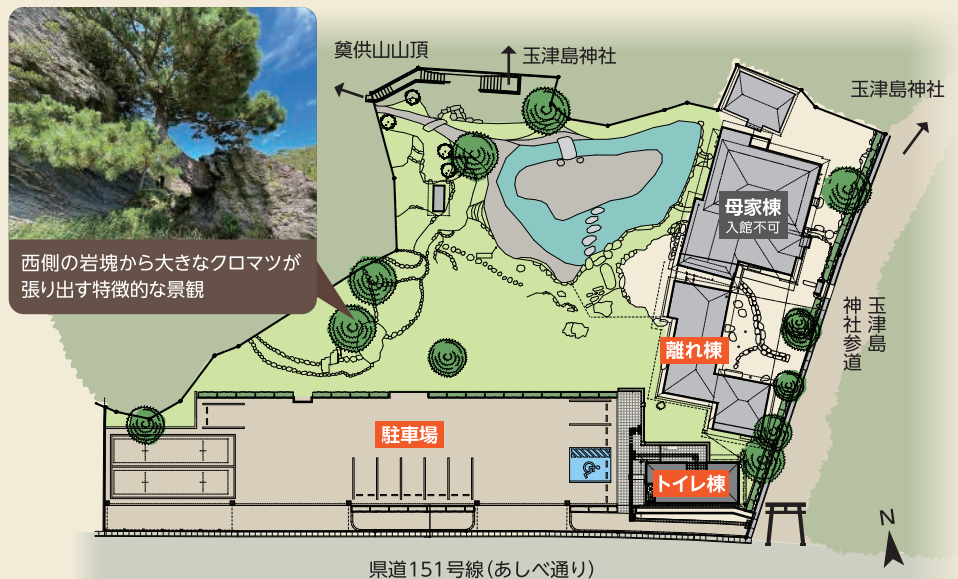 奠供山山頂
玉津島神社
玉津島神社
母家棟
入館不可
西側の岩塊から大きなクロマツが
張り出す特徴的な景観
玉津島
神社参道
離れ棟
駐車場
トイレ棟
N
県道151号線(あしべ通り)